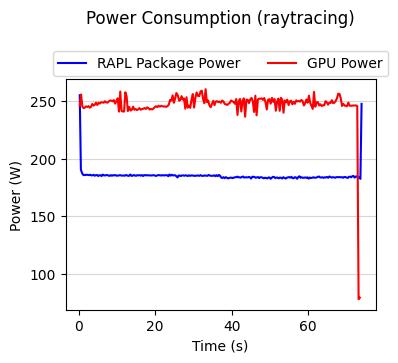 Power Consumption (raytracing)
RAPL Package Power
GPU Power
250
200
150
100
Power (W)
0
20
40
60
Time (s)